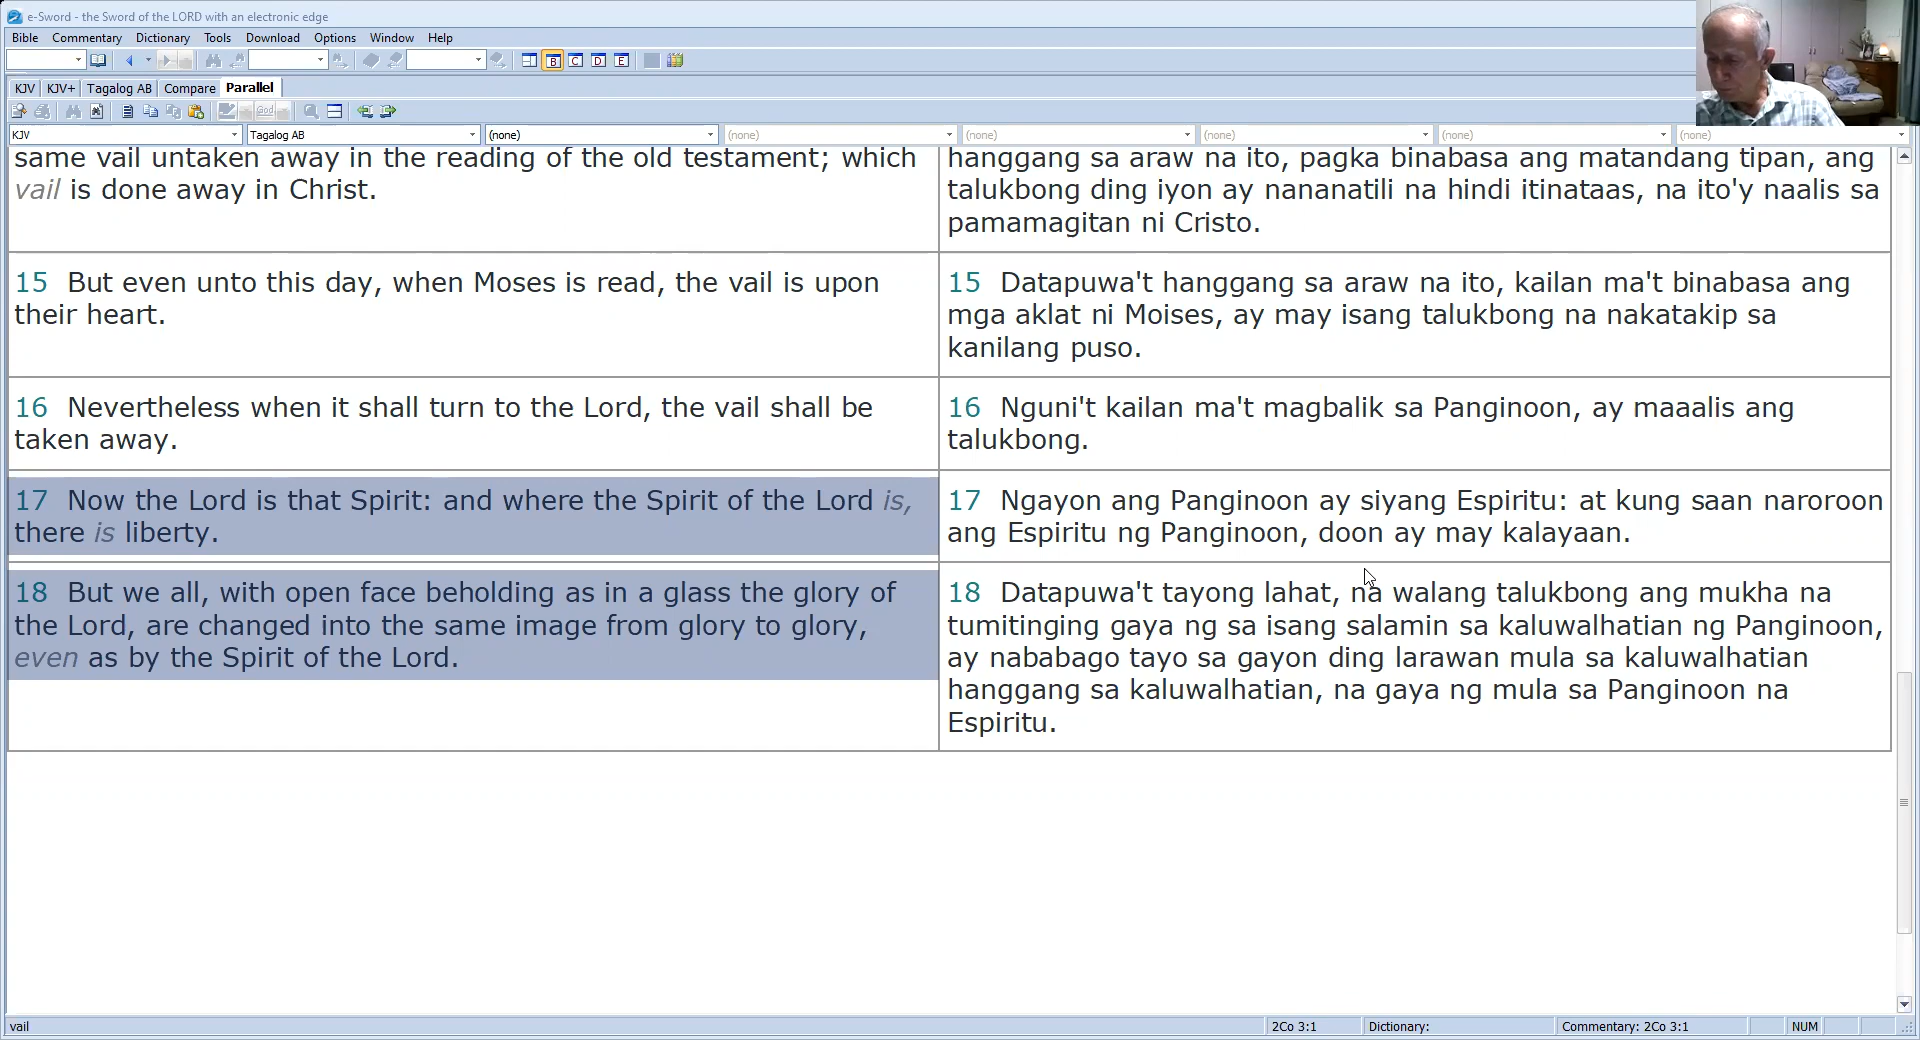 e-Sword - the Sword of the LORD with an electronic edge
Bible Commentary Dictionary Tools Download Options Window Help
B C D E
KJV KJV+ Tagalog AB Compare Parallel
God
KJV Tagalog AB (none) (none) (none) (none) (none) (none)
same vail untaken away in the reading of the old testament; which
vail is done away in Christ.
hanggang sa araw na ito, pagka binabasa ang matandang tipan, ang
talukbong ding iyon ay nananatili na hindi itinataas, na ito'y naalis sa
pamamagitan ni Cristo.
15 But even unto this day, when Moses is read, the vail is upon
their heart.
15 Datapuwa't hanggang sa araw na ito, kailan ma't binabasa ang
mga aklat ni Moises, ay may isang talukbong na nakatakip sa
kanilang puso.
16 Nevertheless when it shall turn to the Lord, the vail shall be
taken away.
16 Nguni't kailan ma't magbalik sa Panginoon, ay maaalis ang
talukbong.
17 Now the Lord is that Spirit: and where the Spirit of the Lord is,
there is liberty.
17 Ngayon ang Panginoon ay siyang Espiritu: at kung saan naroroon
ang Espiritu ng Panginoon, doon ay may kalayaan.
18 But we all, with open face beholding as in a glass the glory of
the Lord, are changed into the same image from glory to glory,
even as by the Spirit of the Lord.
18 Datapuwa't tayong lahat, na walang talukbong ang mukha na
tumitinging gaya ng sa isang salamin sa kaluwalhatian ng Panginoon,
ay nababago tayo sa gayon ding larawan mula sa kaluwalhatian
hanggang sa kaluwalhatian, na gaya ng mula sa Panginoon na
Espiritu.
vail 2Co 3:1 Dictionary: Commentary: 2Co 3:1 NUM